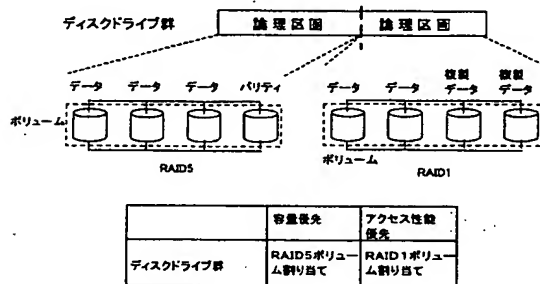 ディスクドライブ群
論理区画 論理区画
データ データ データ パリティ
データ データ 複製データ 複製データ
ボリューム
ボリューム
RAID5
RAID1
容量優先 アクセス性能優先
ディスクドライブ群 RAID5ボリューム割り当て RAID1ボリューム割り当て